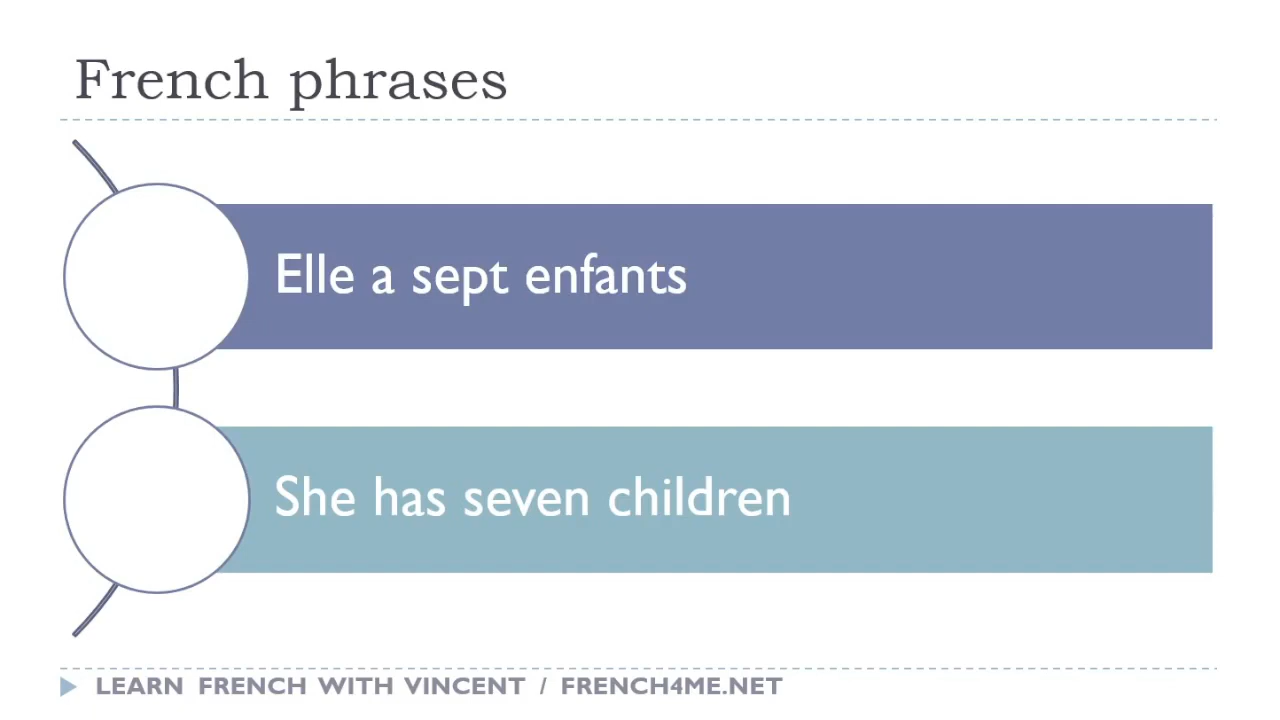 French phrases
Elle a sept enfants
She has seven children
LEARN FRENCH WITH VINCENT / FRENCH4ME.NET